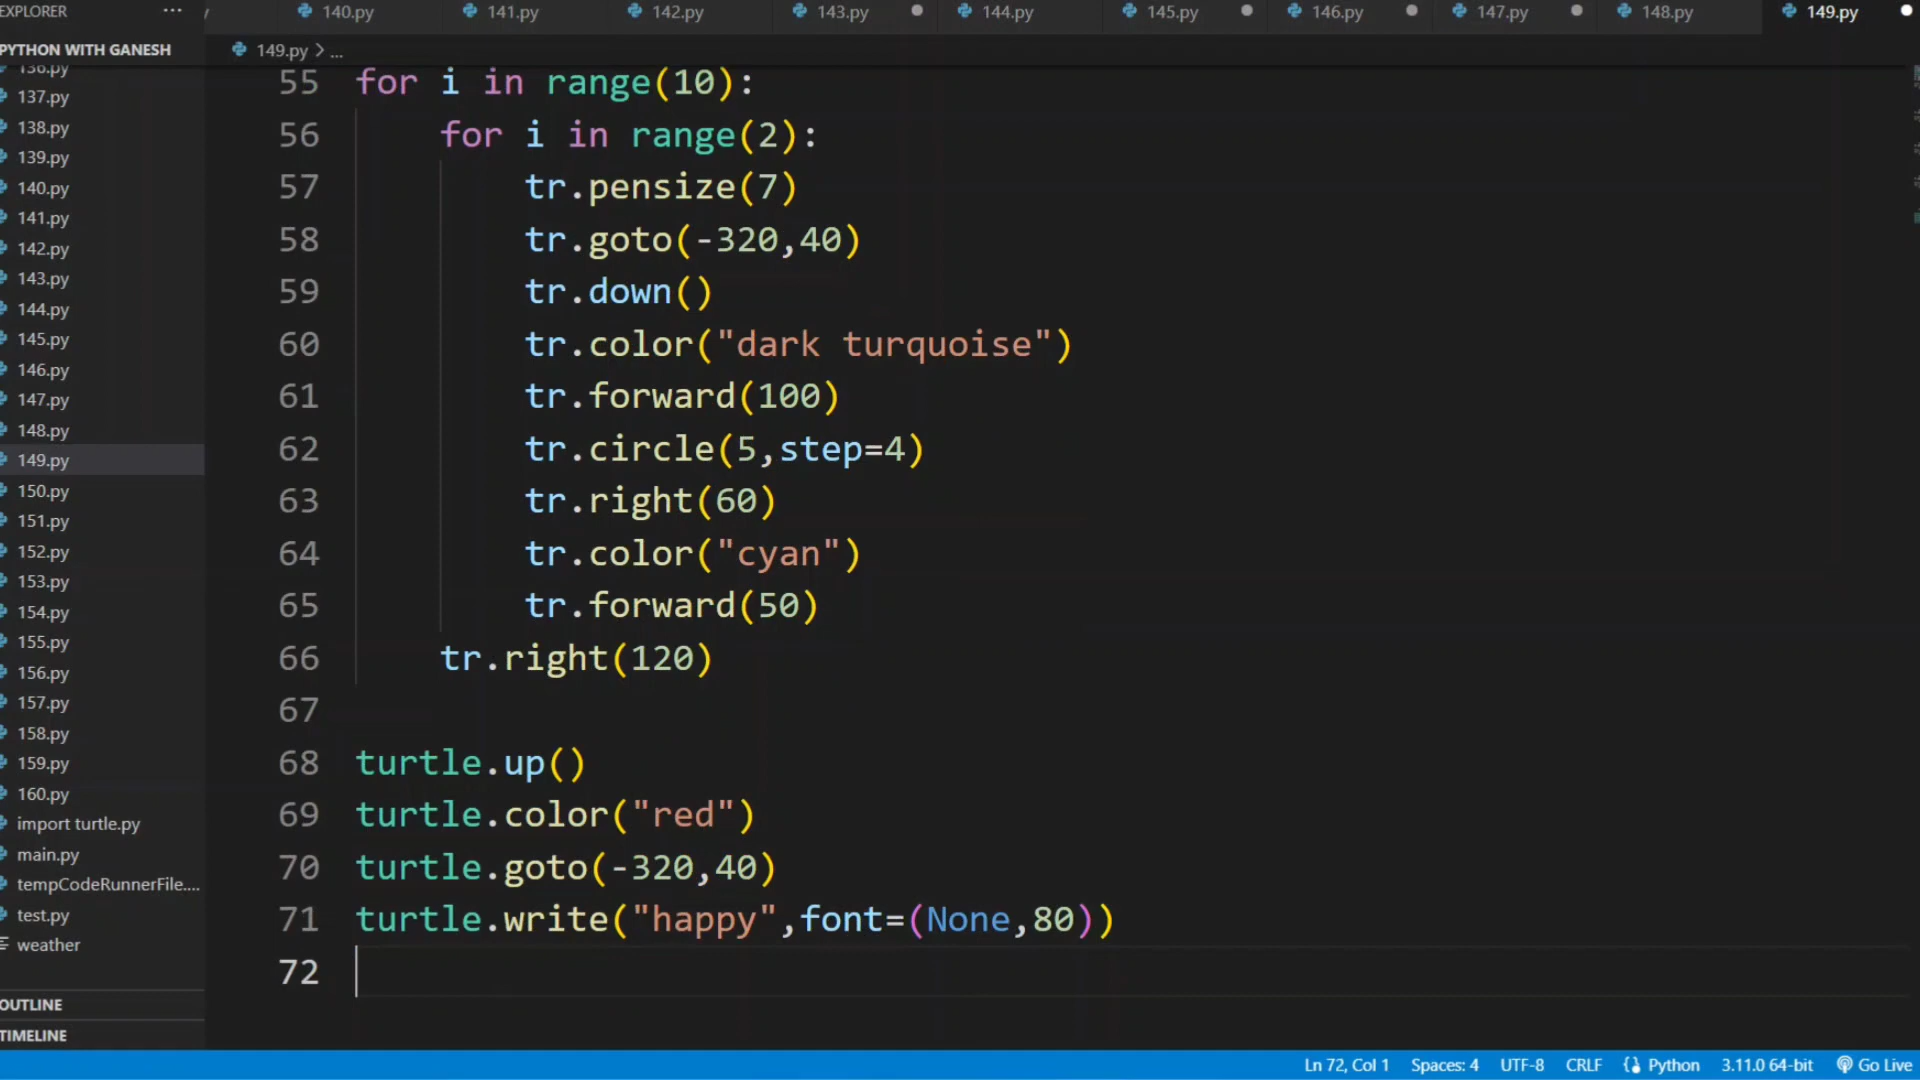 EXPLORER ··· 140.py 141.py 142.py 143.py 144.py 145.py 146.py 147.py 148.py 149.py
PYTHON WITH GANESH
149.py > ...
136.py
137.py
138.py
139.py
140.py
141.py
142.py
143.py
144.py
145.py
146.py
147.py
148.py
149.py
150.py
151.py
152.py
153.py
154.py
155.py
156.py
157.py
158.py
159.py
160.py
import turtle.py
main.py
tempCodeRunnerFile....
test.py
weather
OUTLINE
TIMELINE
55 for i in range(10):
56     for i in range(2):
57         tr.pensize(7)
58         tr.goto(-320,40)
59         tr.down()
60         tr.color("dark turquoise")
61         tr.forward(100)
62         tr.circle(5,step=4)
63         tr.right(60)
64         tr.color("cyan")
65         tr.forward(50)
66     tr.right(120)
67
68 turtle.up()
69 turtle.color("red")
70 turtle.goto(-320,40)
71 turtle.write("happy",font=(None,80))
72
Ln 72, Col 1 Spaces: 4 UTF-8 CRLF {} Python 3.11.0 64-bit Go Live